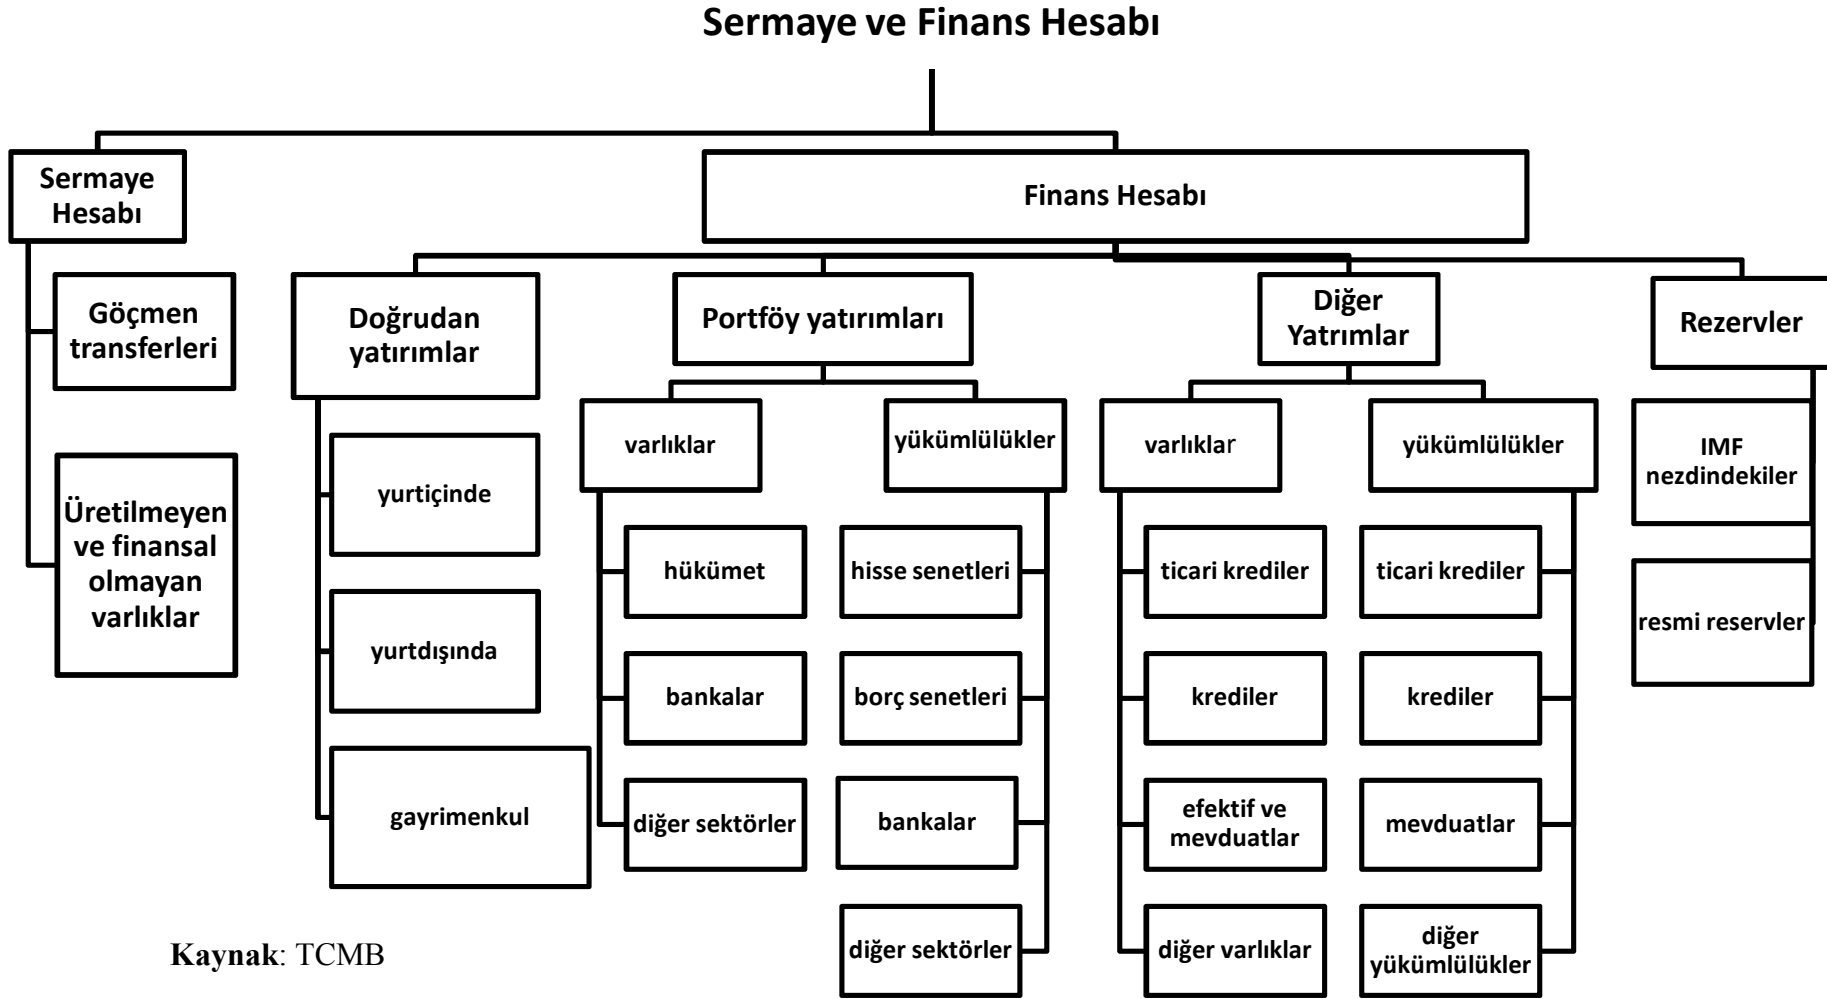 Sermaye ve Finans Hesabı
Sermaye
Hesabı
Finans Hesabı
Göçmen
transferleri
Üretilmeyen
ve finansal
olmayan
varlıklar
Doğrudan
yatırımlar
yurtiçinde
yurtdışında
gayrimenkul
Portföy yatırımları
varlıklar
hükümet
bankalar
diğer sektörler
yükümlülükler
hisse senetleri
borç senetleri
bankalar
diğer sektörler
Diğer
Yatrımlar
varlıklar
ticari krediler
krediler
efektif ve
mevduatlar
diğer varlıklar
yükümlülükler
ticari krediler
krediler
mevduatlar
diğer
yükümlülükler
Rezervler
IMF
nezdindekiler
resmi reservler
Kaynak: TCMB